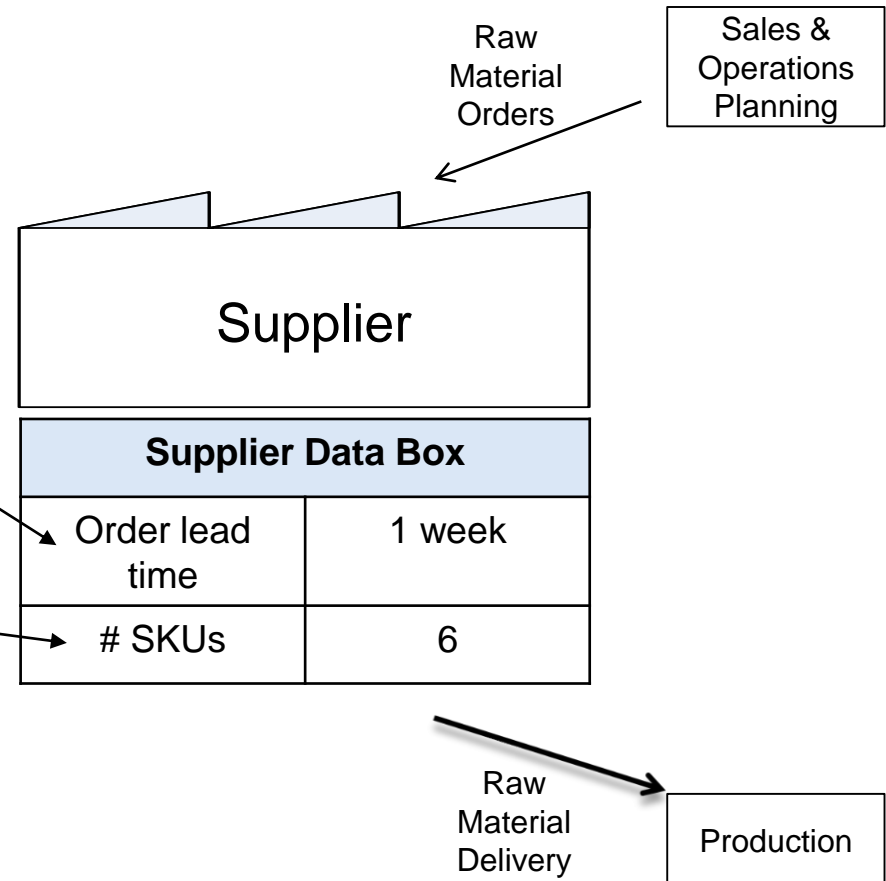 Raw
Material
Orders
Sales &
Operations
Planning
Supplier
Supplier Data Box
Order lead
time
1 week
# SKUs
6
Raw
Material
Delivery
Production